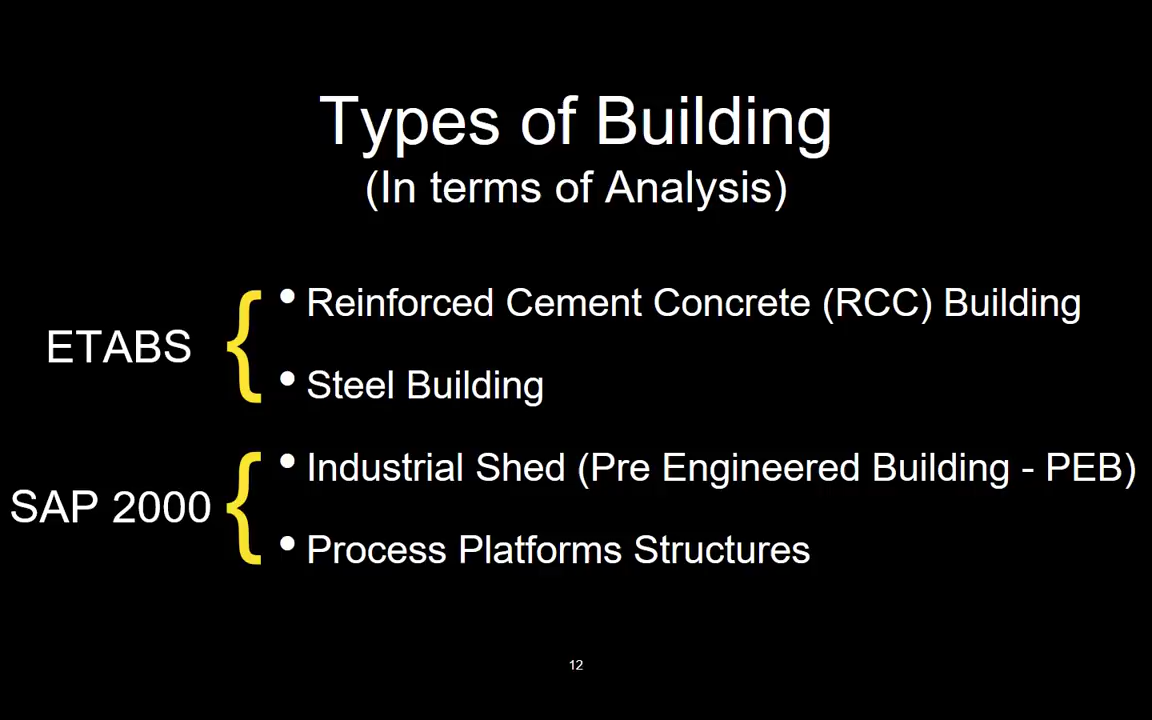 Types of Building
(In terms of Analysis)
ETABS
• Reinforced Cement Concrete (RCC) Building
• Steel Building
SAP 2000
• Industrial Shed (Pre Engineered Building - PEB)
• Process Platforms Structures
12